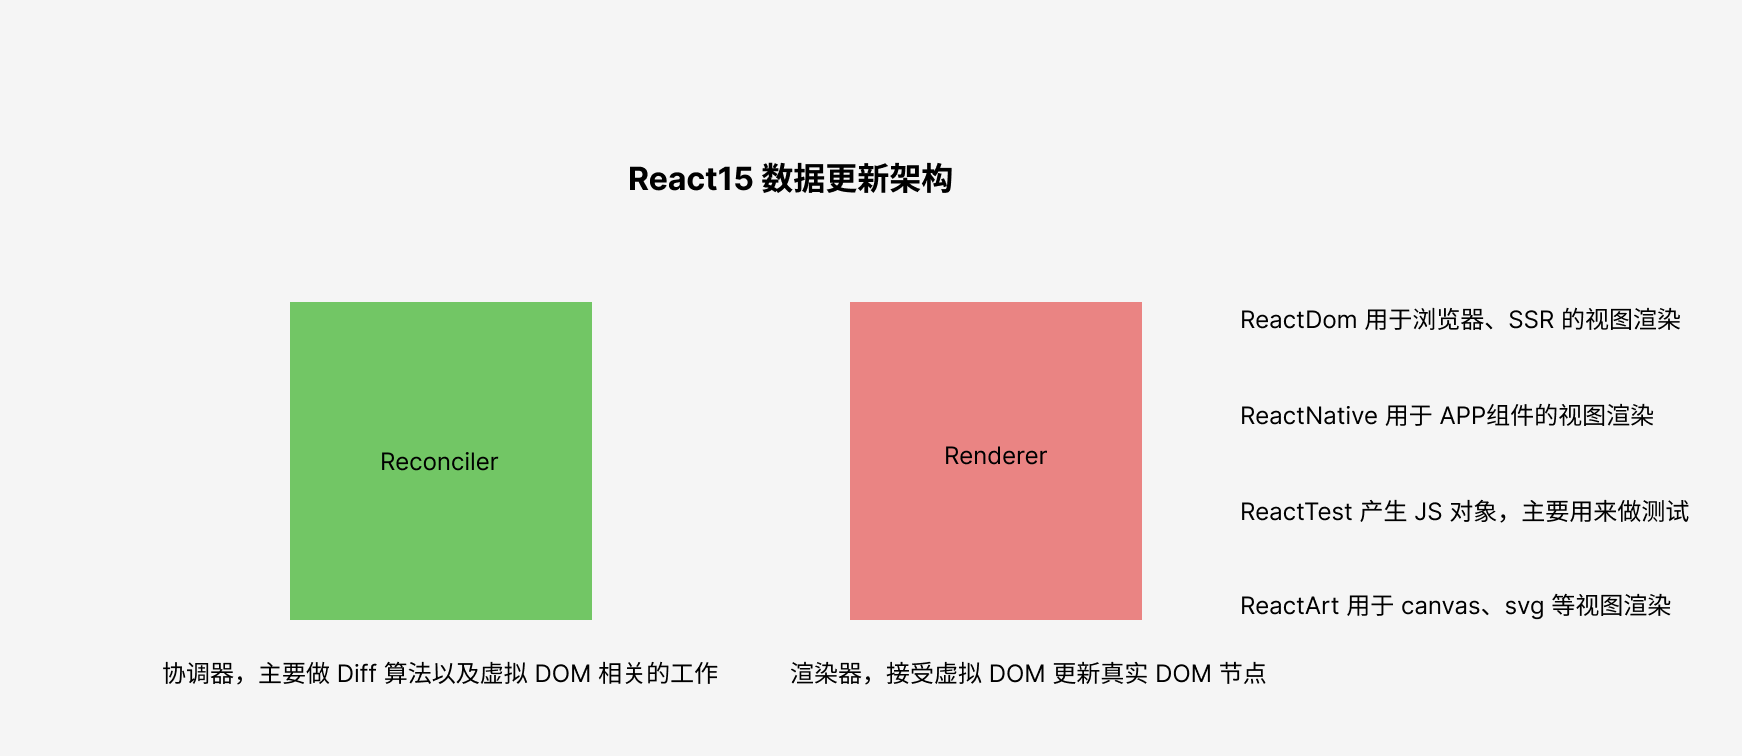 React15 数据更新架构
Reconciler
协调器，主要做 Diff 算法以及虚拟 DOM 相关的工作
Renderer
渲染器，接受虚拟 DOM 更新真实 DOM 节点
ReactDom 用于浏览器、SSR 的视图渲染
ReactNative 用于 APP组件的视图渲染
ReactTest 产生 JS 对象，主要用来做测试
ReactArt 用于 canvas、svg 等视图渲染